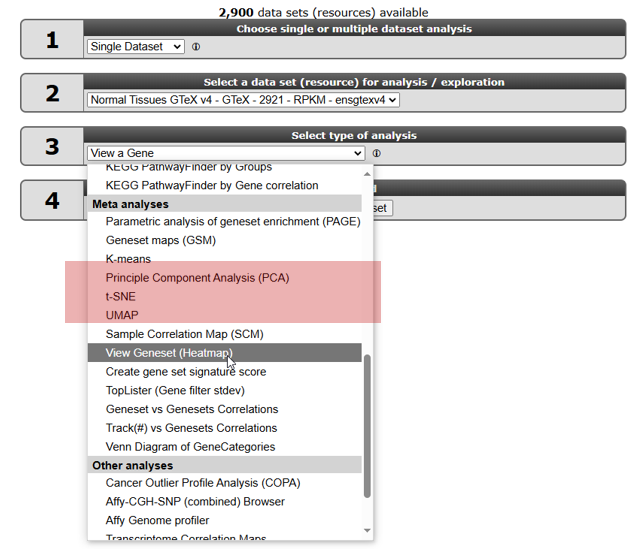 2,900 data sets (resources) available
1
Choose single or multiple dataset analysis
Single Dataset
2
Select a data set (resource) for analysis / exploration
Normal Tissues GTeX v4 - GTeX - 2921 - RPKM - ensgtexv4
3
Select type of analysis
View a Gene
4
set
KEGG PathwayFinder by Groups
KEGG PathwayFinder by Gene correlation
Meta analyses
Parametric analysis of geneset enrichment (PAGE)
Geneset maps (GSM)
K-means
Principle Component Analysis (PCA)
t-SNE
UMAP
Sample Correlation Map (SCM)
View Geneset (Heatmap)
Create gene set signature score
TopLister (Gene filter stdev)
Geneset vs Genesets Correlations
Track(#) vs Genesets Correlations
Venn Diagram of GeneCategories
Other analyses
Cancer Outlier Profile Analysis (COPA)
Affy-CGH-SNP (combined) Browser
Affy Genome profiler
Transcriptome Correlation Maps